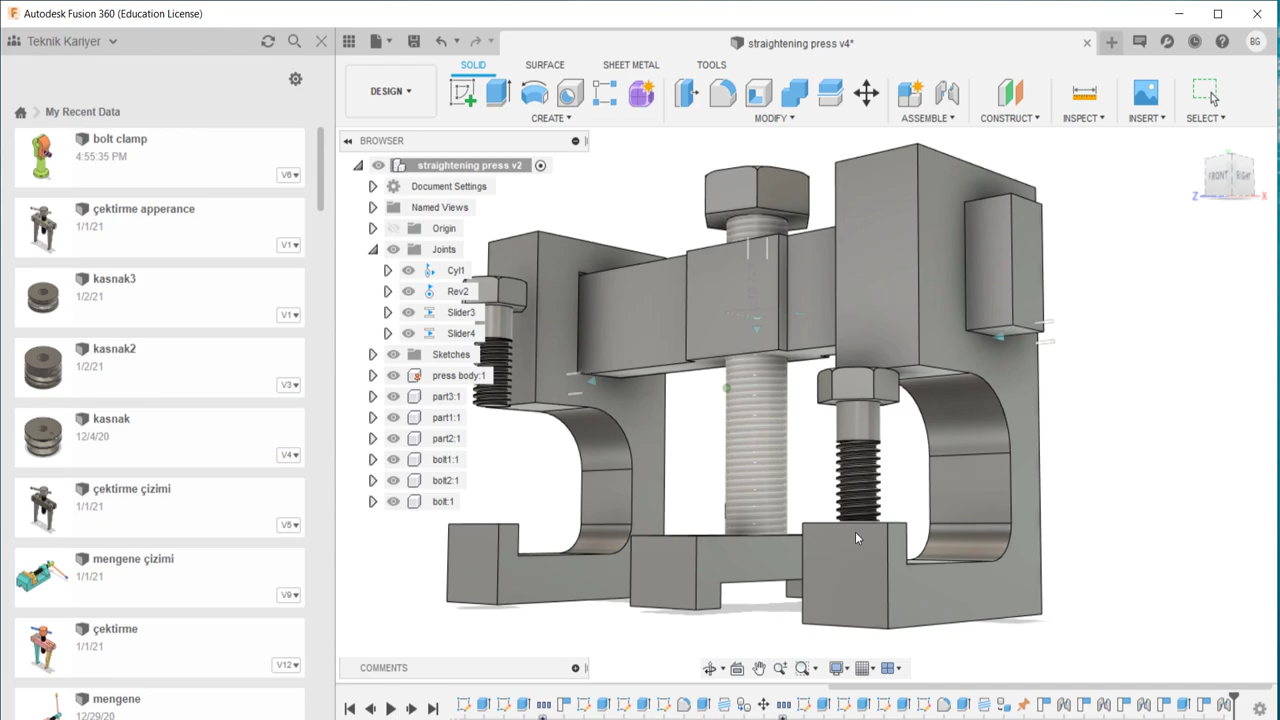 Autodesk Fusion 360 (Education License)
Teknik Kariyer
straightening press v4*
BG
SOLID
SURFACE
SHEET METAL
TOOLS
DESIGN
CREATE
MODIFY
ASSEMBLE
CONSTRUCT
INSPECT
INSERT
SELECT
My Recent Data
bolt clamp
4:55:35 PM
V6
çektirme apperance
1/1/21
V1
kasnak3
1/2/21
V1
kasnak2
1/2/21
V3
kasnak
12/4/20
V4
çektirme çizimi
1/1/21
V5
mengene çizimi
1/1/21
V9
çektirme
1/1/21
V12
mengene
12/29/20
BROWSER
straightening press v2
Document Settings
Named Views
Origin
Joints
Cyl1
Rev2
Slider3
Slider4
Sketches
press body:1
part3:1
part1:1
part2:1
bolt1:1
bolt2:1
bolt:1
FRONT
RIGHT
Z
X
COMMENTS